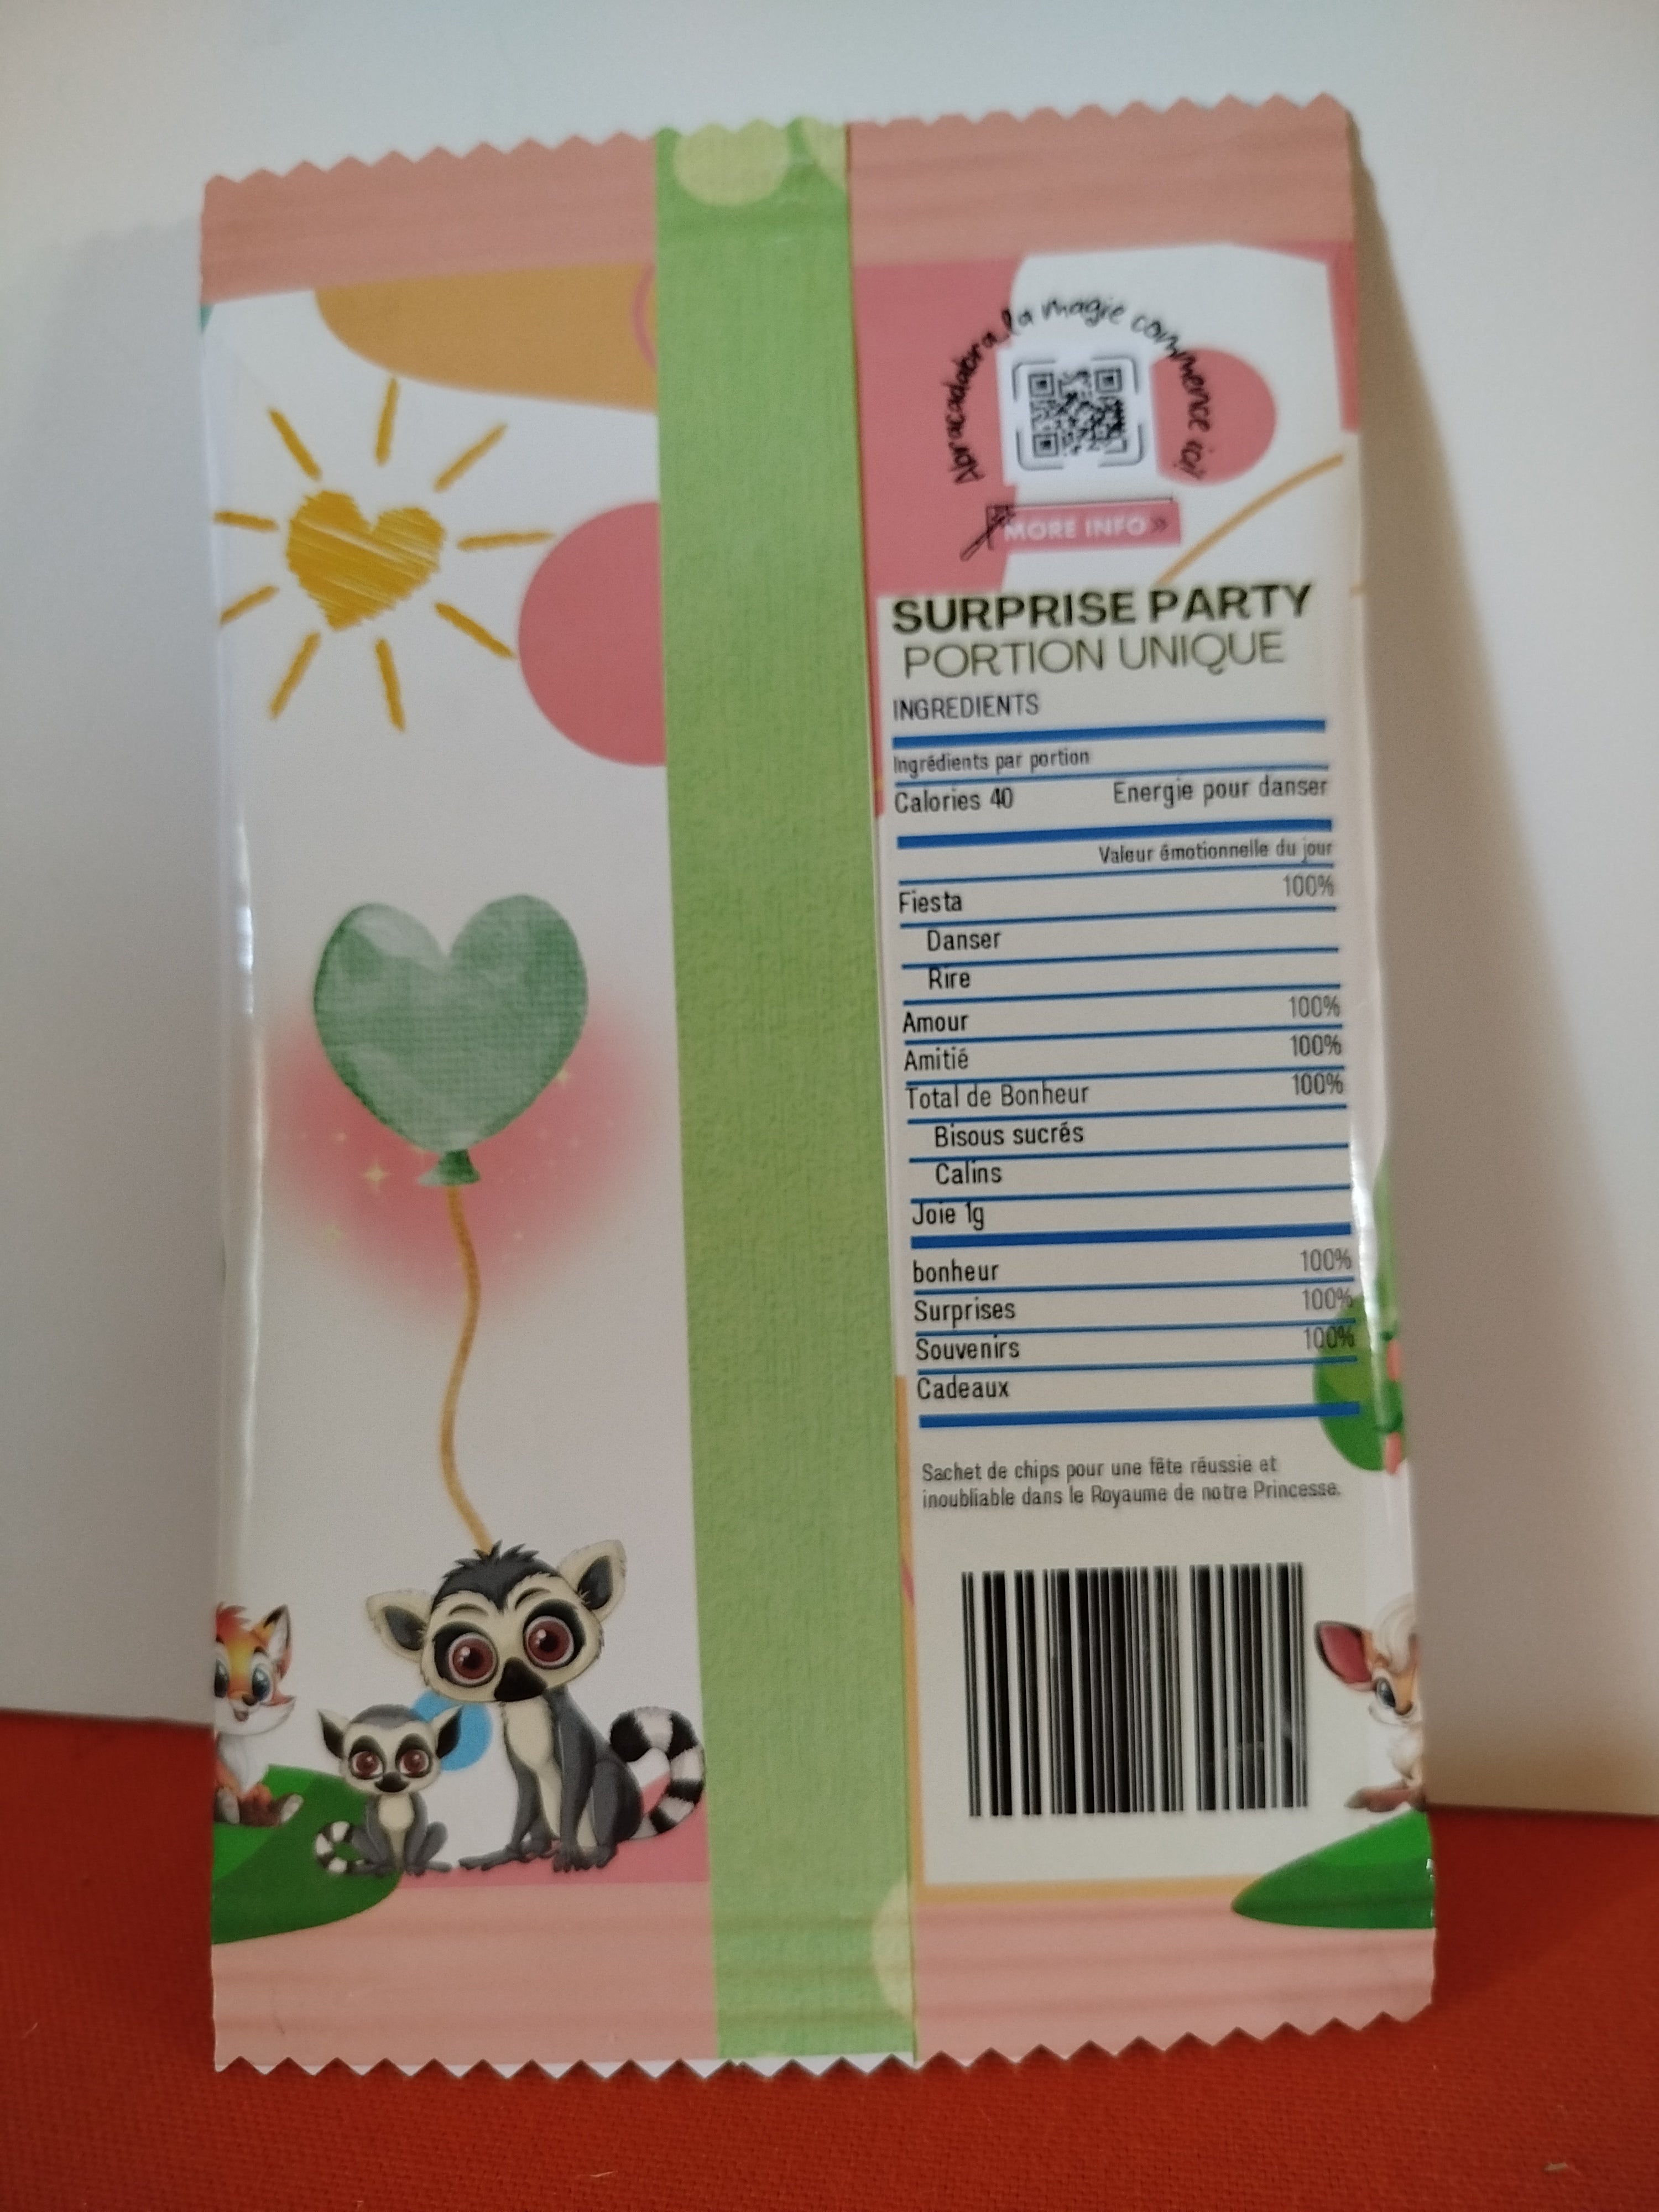 Abracadabra, la magie commence ici!
MORE INFO »
SURPRISE PARTY
PORTION UNIQUE
INGREDIENTS
Ingrédients par portion
Calories 40 Energie pour danser
Valeur émotionnelle du jour
Fiesta 100%
Danser
Rire
Amour 100%
Amitié 100%
Total de Bonheur 100%
Bisous sucrés
Calins
Joie 1g
bonheur 100%
Surprises 100%
Souvenirs 100%
Cadeaux
Sachet de chips pour une fête réussie et
inoubliable dans le Royaume de notre Princesse.